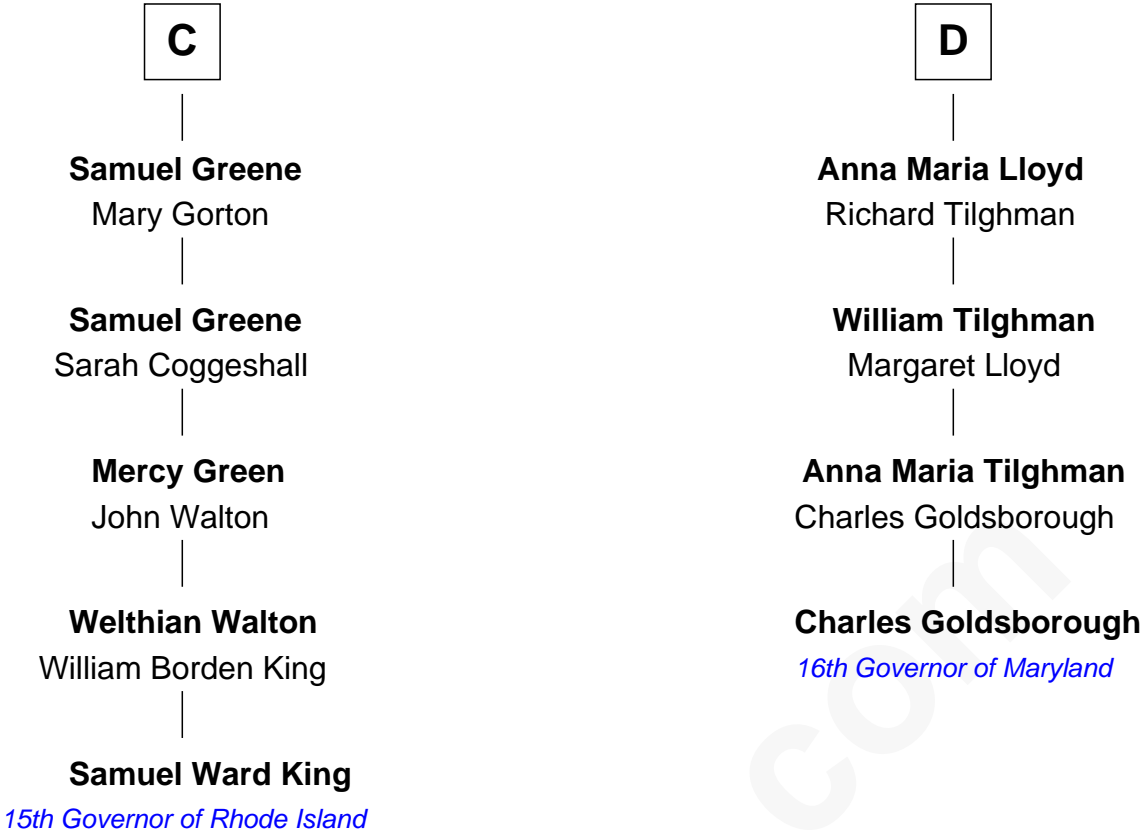 C
Samuel Greene
Mary Gorton
Samuel Greene
Sarah Coggeshall
Mercy Green
John Walton
Welthian Walton
William Borden King
Samuel Ward King
15th Governor of Rhode Island
D
Anna Maria Lloyd
Richard Tilghman
William Tilghman
Margaret Lloyd
Anna Maria Tilghman
Charles Goldsborough
Charles Goldsborough
16th Governor of Maryland
com